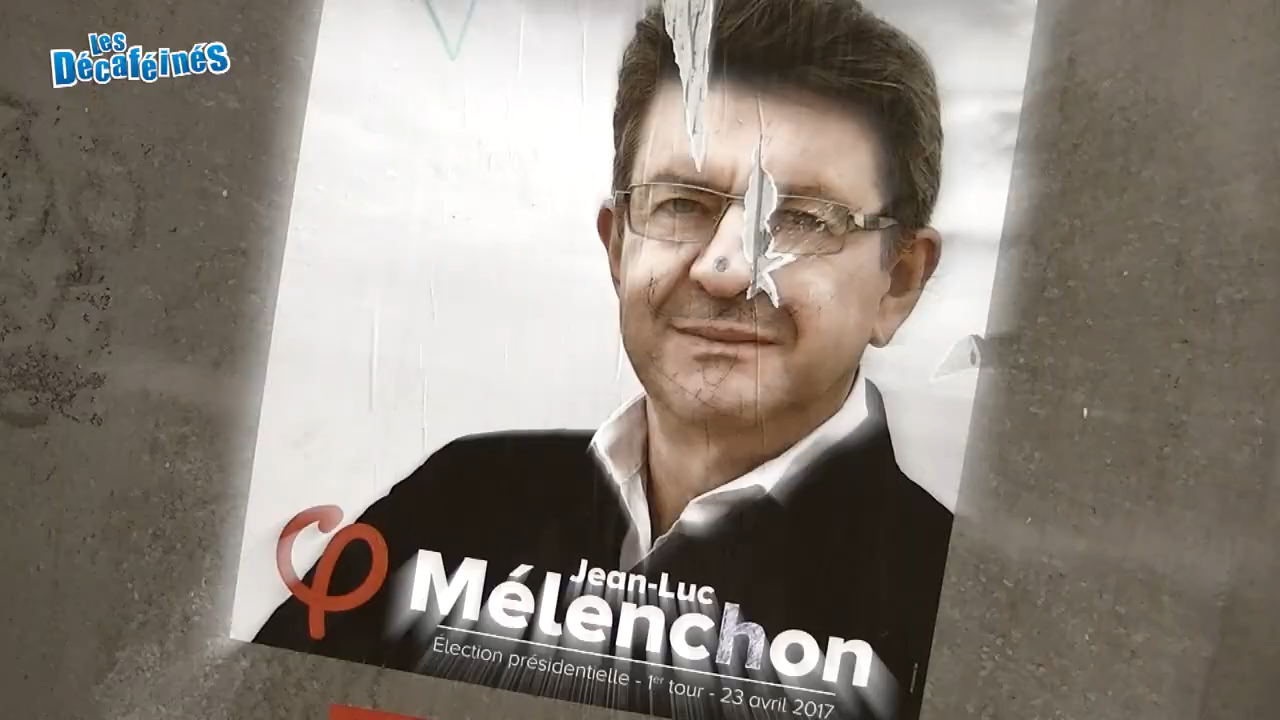 les
Décaféinés
Jean-Luc
Mélenchon
Élection présidentielle - 1er tour - 23 avril 2017